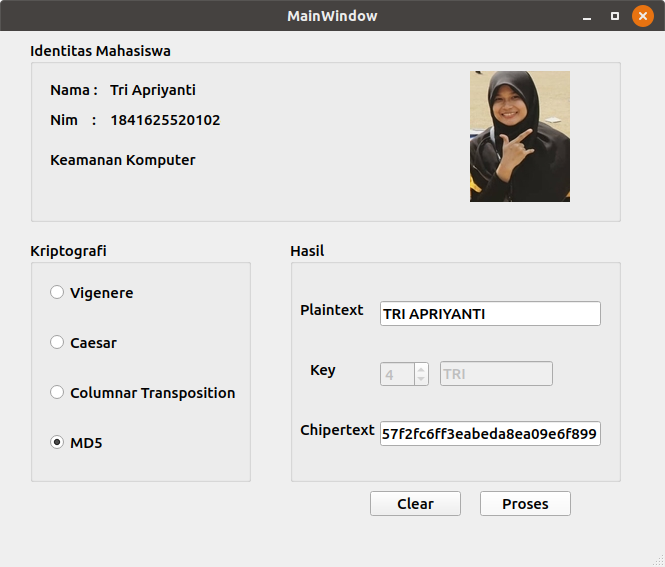 MainWindow
Identitas Mahasiswa
Nama : Tri Apriyanti
Nim : 1841625520102
Keamanan Komputer
Kriptografi
Vigenere
Caesar
Columnar Transposition
MD5
Hasil
Plaintext TRI APRIYANTI
Key 4 TRI
Chipertext 57f2fc6ff3eabeda8ea09e6f899
Clear Proses